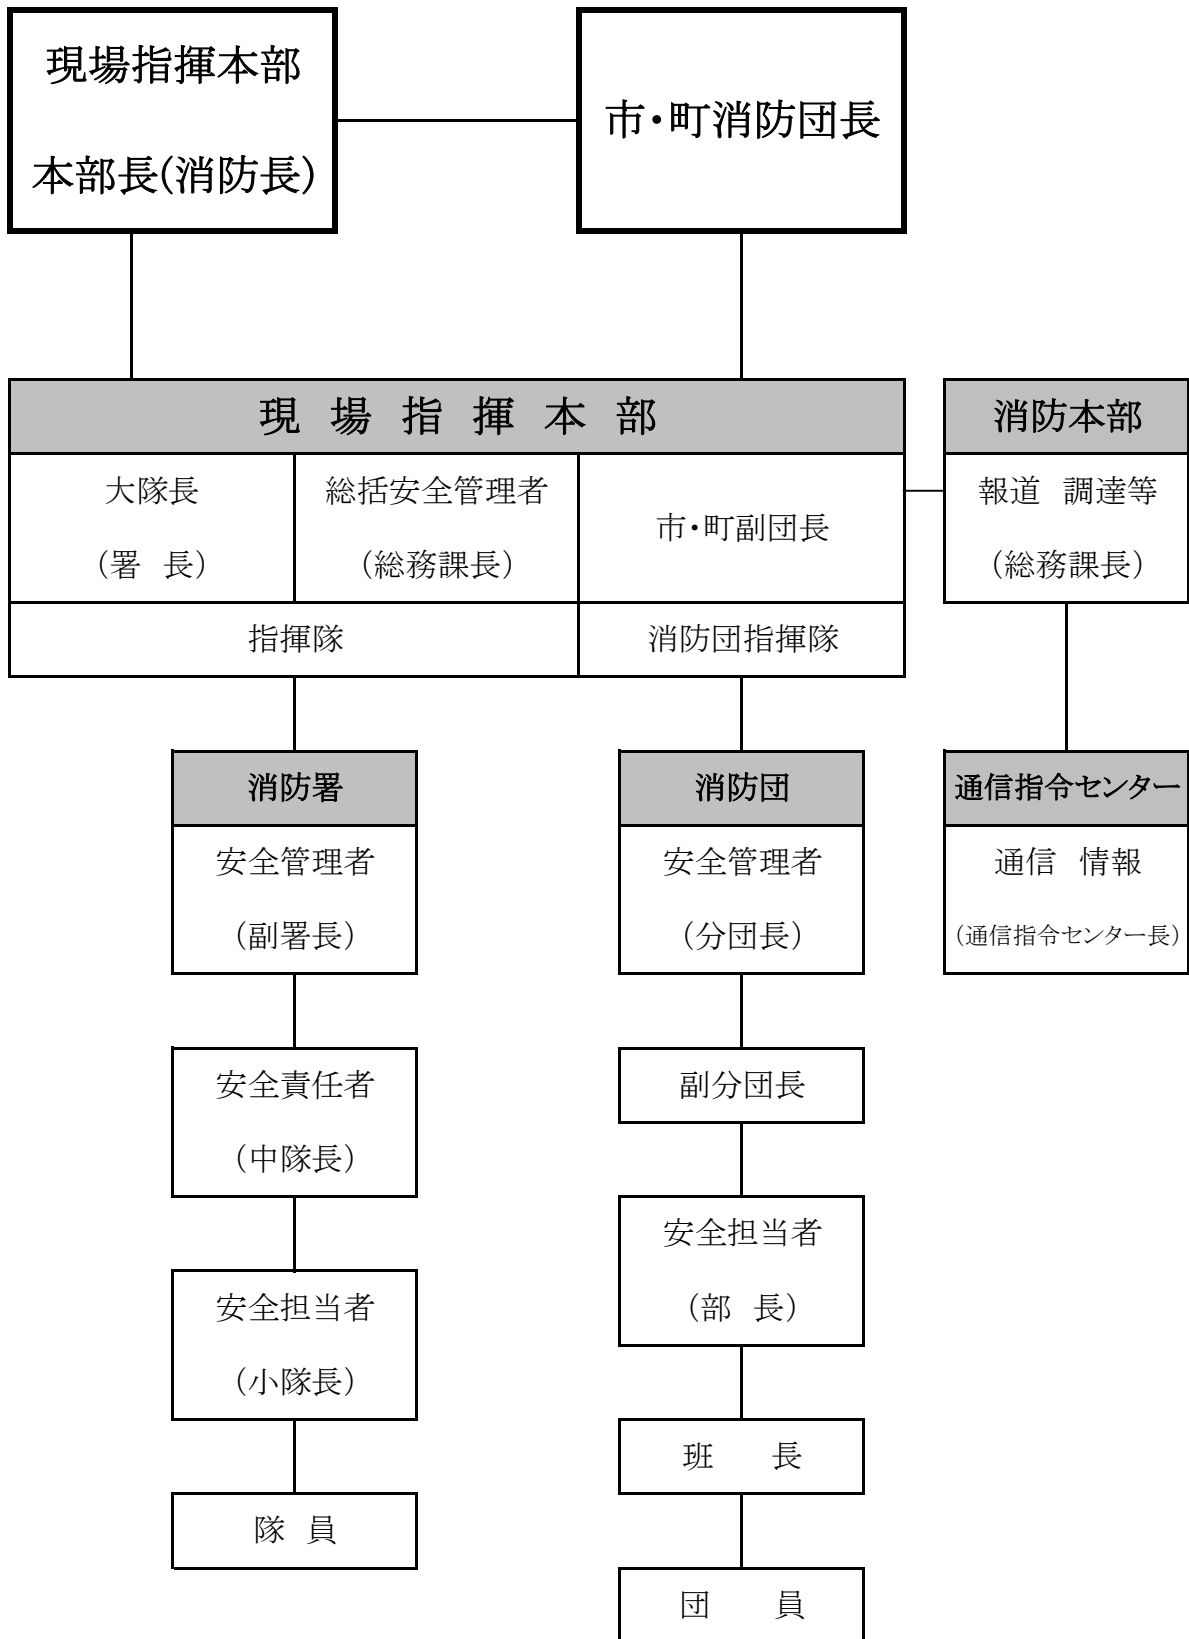 現場指揮本部
本部長(消防長)
市・町消防団長
現場指揮本部
大隊長
(署 長)
総括安全管理者
(総務課長)
市・町副団長
指揮隊
消防団指揮隊
消防本部
報道 調達等
(総務課長)
消防署
安全管理者
(副署長)
安全責任者
(中隊長)
安全担当者
(小隊長)
隊 員
消防団
安全管理者
(分団長)
副分団長
安全担当者
(部 長)
班 長
団 員
通信指令センター
通信 情報
(通信指令センター長)